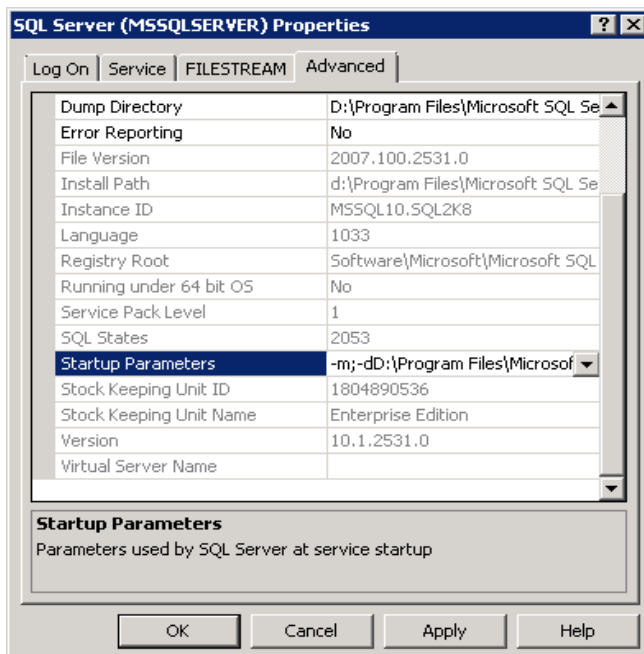 SQL Server (MSSQLSERVER) Properties
Log On Service FILESTREAM Advanced
Dump Directory D:\Program Files\Microsoft SQL Se
Error Reporting No
File Version 2007.100.2531.0
Install Path d:\Program Files\Microsoft SQL Se
Instance ID MSSQL10.SQL2K8
Language 1033
Registry Root Software\Microsoft\Microsoft SQL
Running under 64 bit OS No
Service Pack Level 1
SQL States 2053
Startup Parameters -m;-dD:\Program Files\Microsof
Stock Keeping Unit ID 1804890536
Stock Keeping Unit Name Enterprise Edition
Version 10.1.2531.0
Virtual Server Name
Startup Parameters
Parameters used by SQL Server at service startup
OK Cancel Apply Help